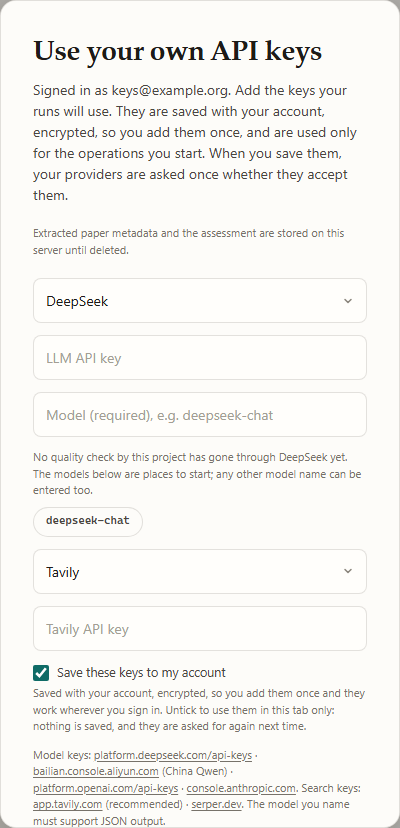 Use your own API keys
Signed in as keys@example.org. Add the keys your
runs will use. They are saved with your account,
encrypted, so you add them once, and are used only
for the operations you start. When you save them,
your providers are asked once whether they accept
them.
Extracted paper metadata and the assessment are stored on this
server until deleted.
DeepSeek
LLM API key
Model (required), e.g. deepseek-chat
No quality check by this project has gone through DeepSeek yet.
The models below are places to start; any other model name can be
entered too.
deepseek-chat
Tavily
Tavily API key
Save these keys to my account
Saved with your account, encrypted, so you add them once and they
work wherever you sign in. Untick to use them in this tab only:
nothing is saved, and they are asked for again next time.
Model keys: platform.deepseek.com/api-keys ·
bailian.console.aliyun.com (China Qwen) ·
platform.openai.com/api-keys · console.anthropic.com. Search keys:
app.tavily.com (recommended) · serper.dev. The model you name
must support JSON output.